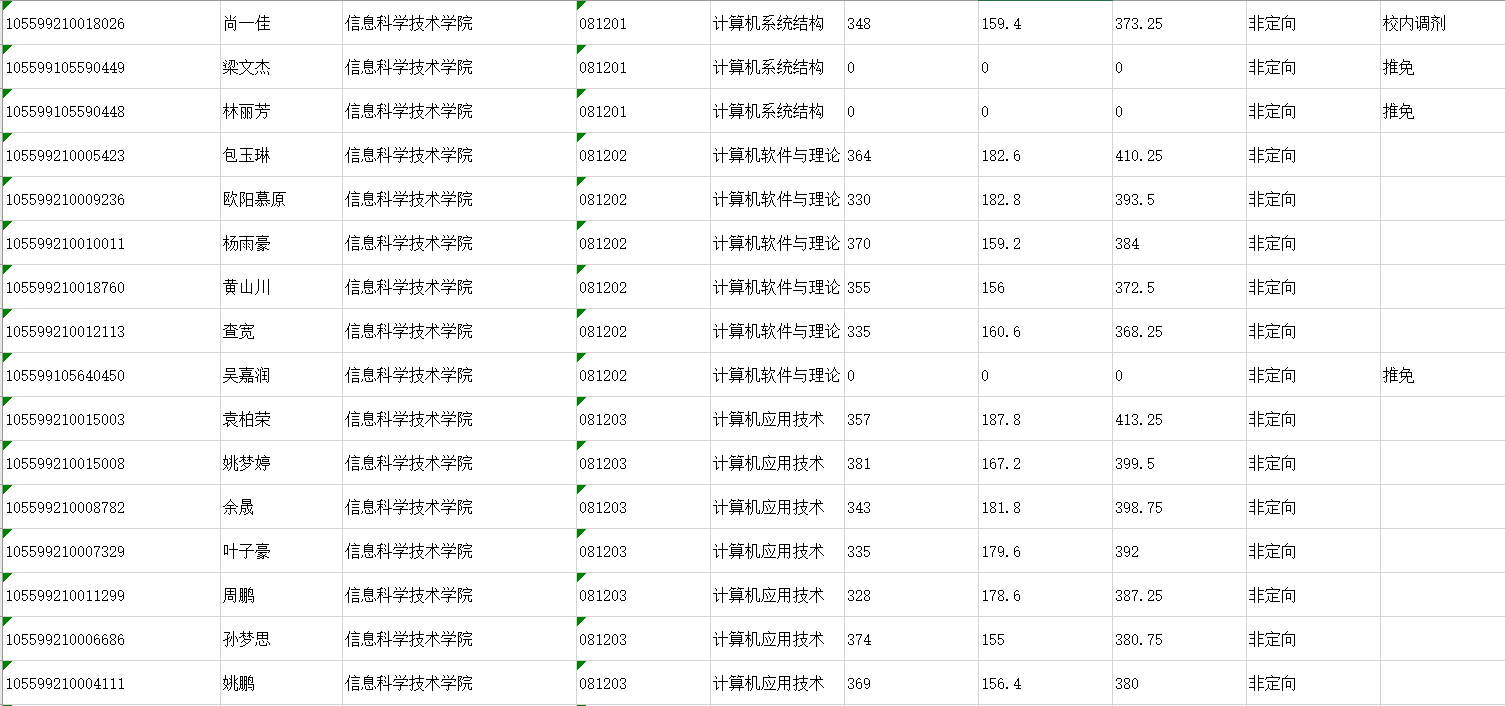 105599210018026 尚一佳 信息科学技术学院 081201 计算机系统结构 348 159.4 373.25 非定向 校内调剂
105599105590449 梁文杰 信息科学技术学院 081201 计算机系统结构 0 0 0 非定向 推免
105599105590448 林丽芳 信息科学技术学院 081201 计算机系统结构 0 0 0 非定向 推免
105599210005423 包玉琳 信息科学技术学院 081202 计算机软件与理论 364 182.6 410.25 非定向
105599210009236 欧阳慕原 信息科学技术学院 081202 计算机软件与理论 330 182.8 393.5 非定向
105599210010011 杨雨豪 信息科学技术学院 081202 计算机软件与理论 370 159.2 384 非定向
105599210018760 黄山川 信息科学技术学院 081202 计算机软件与理论 355 156 372.5 非定向
105599210012113 查宽 信息科学技术学院 081202 计算机软件与理论 335 160.6 368.25 非定向
105599105640450 吴嘉润 信息科学技术学院 081202 计算机软件与理论 0 0 0 非定向 推免
105599210015003 袁柏荣 信息科学技术学院 081203 计算机应用技术 357 187.8 413.25 非定向
105599210015008 姚梦婷 信息科学技术学院 081203 计算机应用技术 381 167.2 399.5 非定向
105599210008782 余晟 信息科学技术学院 081203 计算机应用技术 343 181.8 398.75 非定向
105599210007329 叶子豪 信息科学技术学院 081203 计算机应用技术 335 179.6 392 非定向
105599210011299 周鹏 信息科学技术学院 081203 计算机应用技术 328 178.6 387.25 非定向
105599210006686 孙梦思 信息科学技术学院 081203 计算机应用技术 374 155 380.75 非定向
105599210004111 姚鹏 信息科学技术学院 081203 计算机应用技术 369 156.4 380 非定向